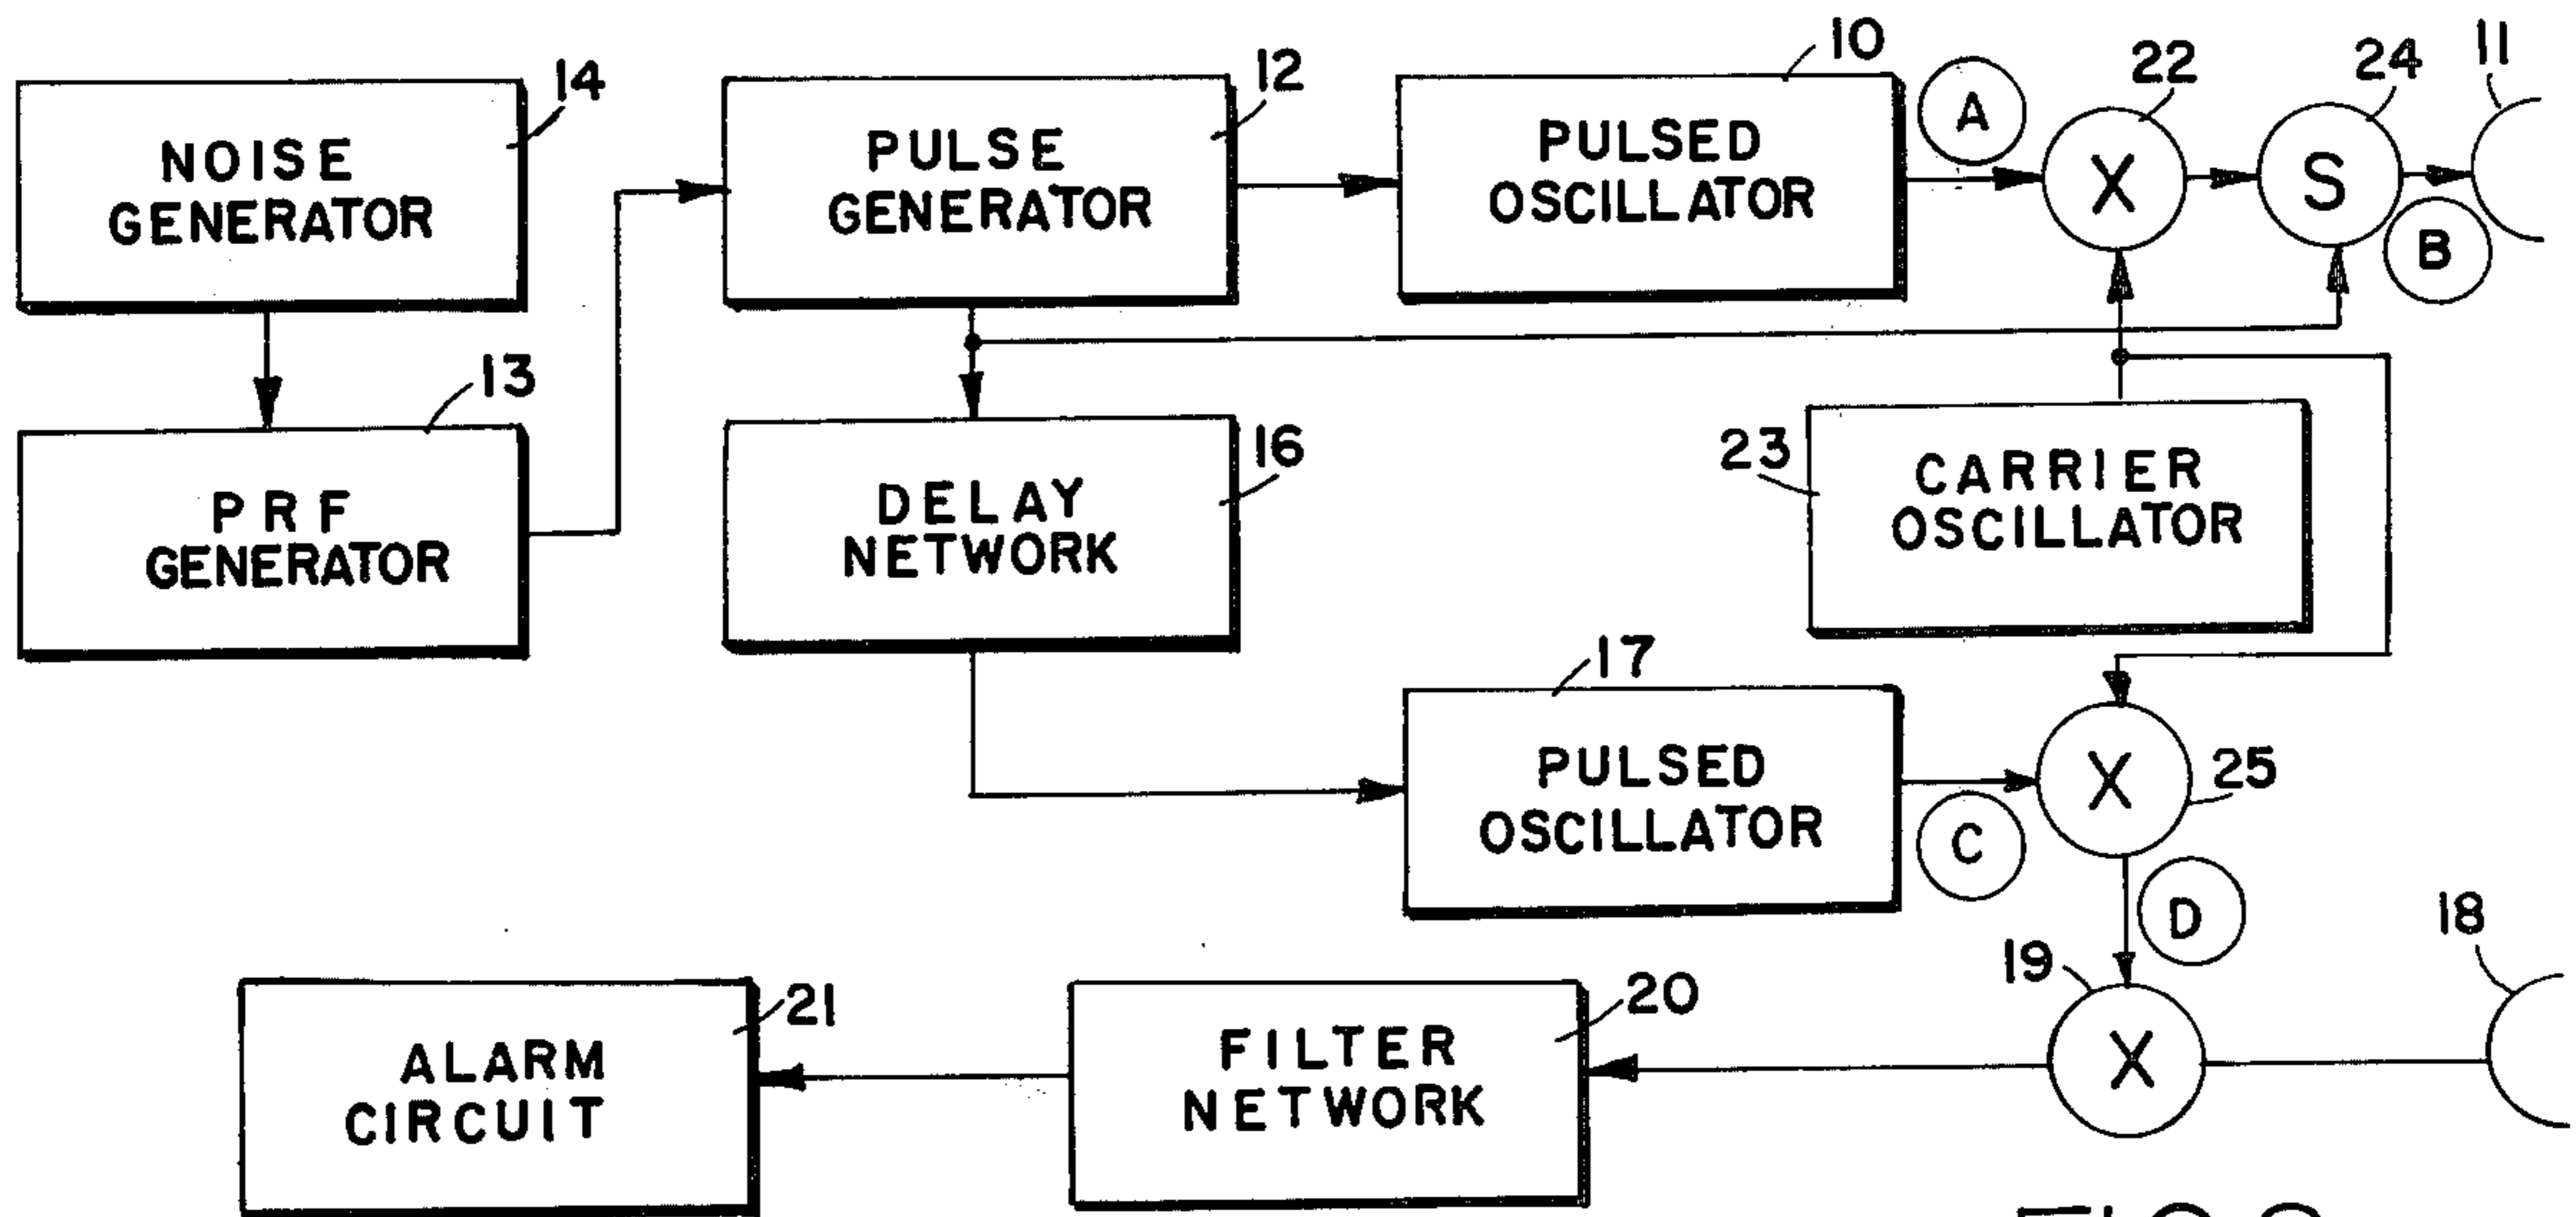 14
NOISE
GENERATOR
12
PULSE
GENERATOR
10
PULSED
OSCILLATOR
A
22
X
24
S
11
B
13
PRF
GENERATOR
16
DELAY
NETWORK
23
CARRIER
OSCILLATOR
17
PULSED
OSCILLATOR
C
X
25
D
18
19
X
20
FILTER
NETWORK
21
ALARM
CIRCUIT